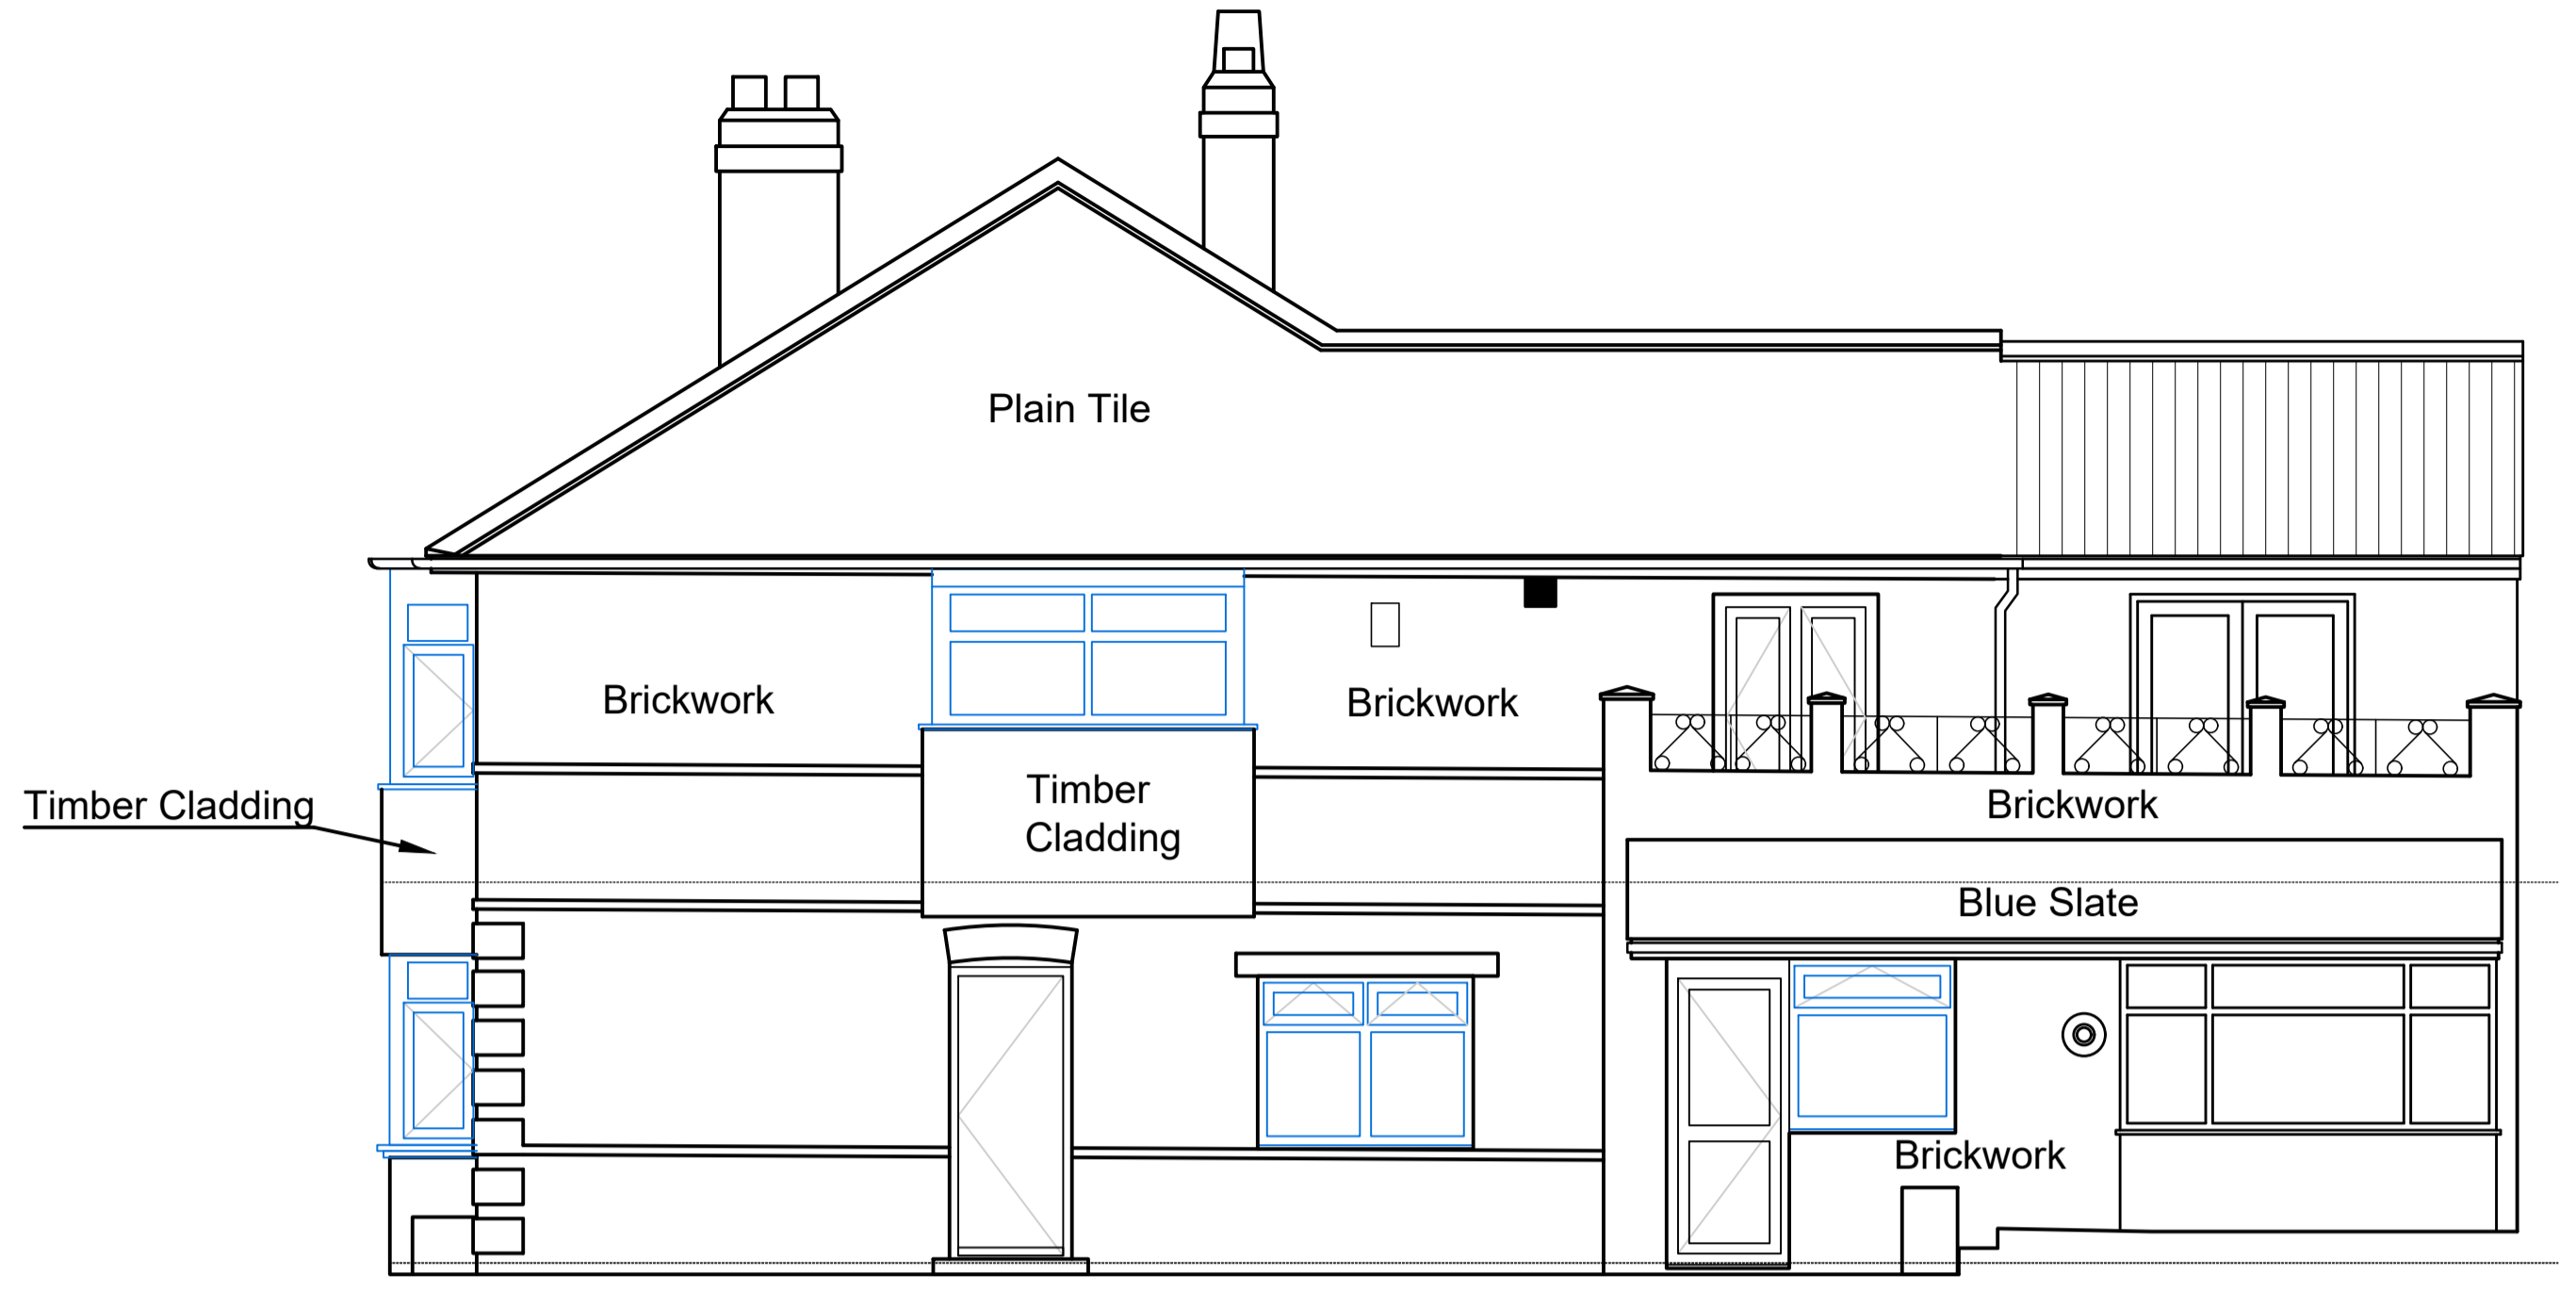 Plain Tile
Brickwork
Brickwork
Timber Cladding
Timber
Cladding
Brickwork
Blue Slate
Brickwork